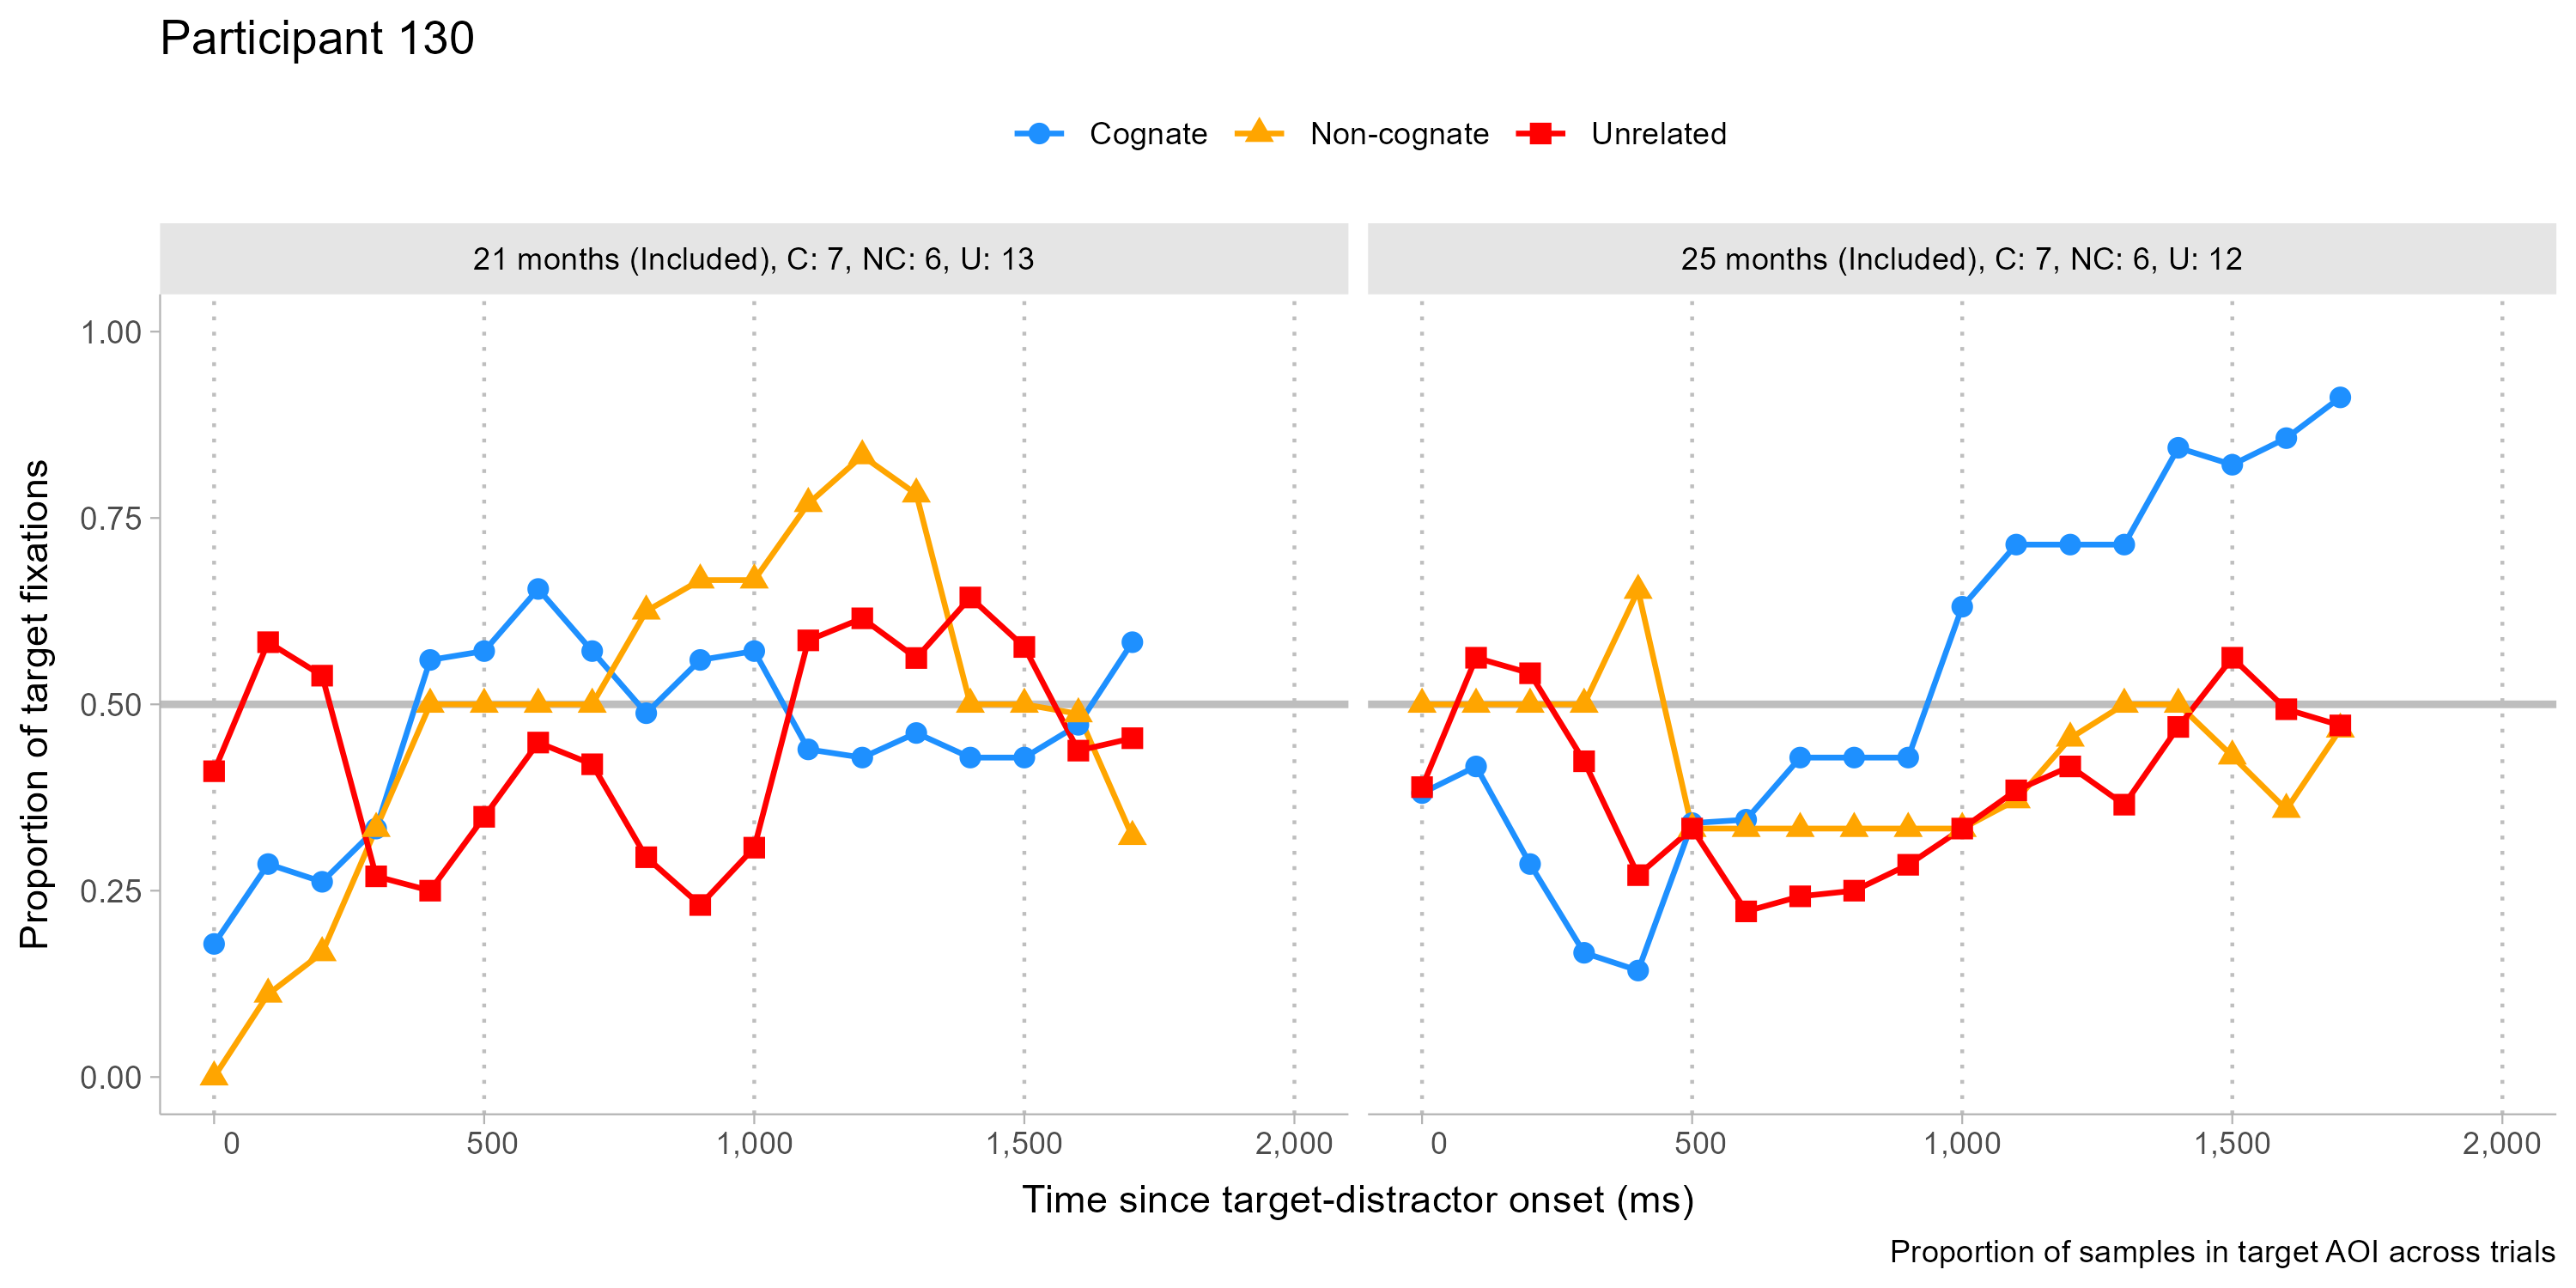 Participant 130
Cognate Non-cognate Unrelated
21 months (Included), C: 7, NC: 6, U: 13
25 months (Included), C: 7, NC: 6, U: 12
Proportion of target fixations
1.00
0.75
0.50
0.25
0.00
0 500 1,000 1,500 2,000
0 500 1,000 1,500 2,000
Time since target-distractor onset (ms)
Proportion of samples in target AOI across trials